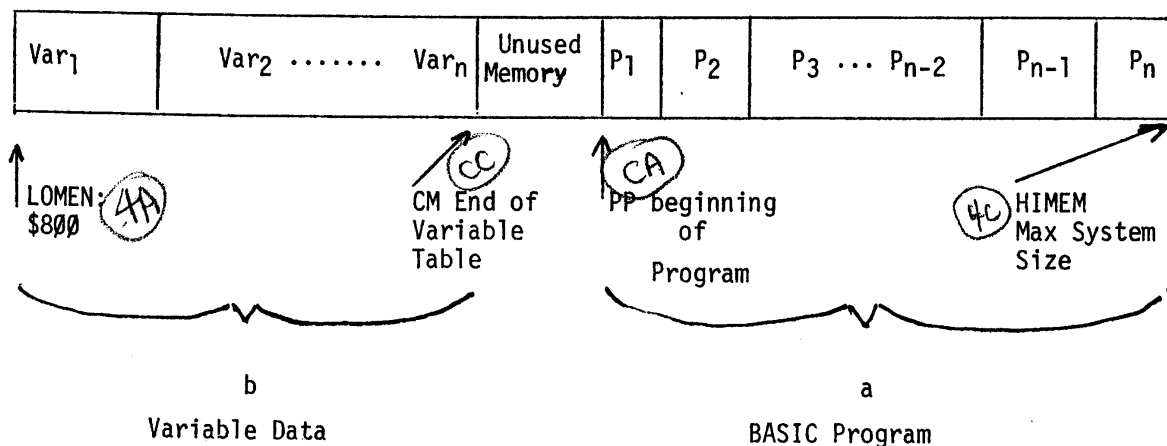 Var1 Var2 ....... Varn Unused Memory P1 P2 P3 ... Pn-2 Pn-1 Pn
LOMEN: $8øø 4A
CC
CM End of
Variable
Table
CA
PP beginning
of
Program
4C
HIMEM
Max System
Size
b
Variable Data
a
BASIC Program